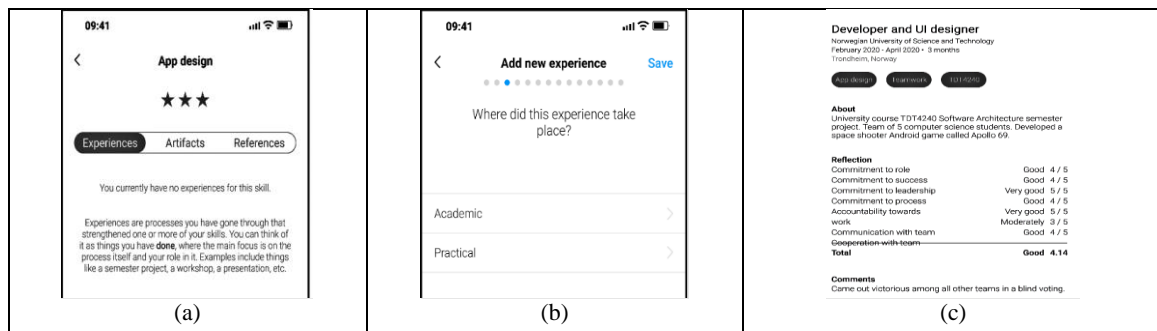 09:41
App design
★★★
Experiences Artifacts References
You currently have no experiences for this skill.
Experiences are processes you have gone through that
strengthened one or more of your skills. You can think of
it as things you have done, where the main focus is on the
process itself and your role in it. Examples include things
like a semester project, a workshop, a presentation, etc.
(a)
09:41
Add new experience Save
Where did this experience take
place?
Academic
Practical
(b)
Developer and UI designer
Norwegian University of Science and Technology
February 2020 - April 2020 • 3 months
Trondheim, Norway
App design Teamwork TDT4240
About
University course TDT4240 Software Architecture semester
project. Team of 5 computer science students. Developed a
space shooter Android game called Apollo 69.
Reflection
Commitment to role Good 4 / 5
Commitment to success Good 4 / 5
Commitment to leadership Very good 5 / 5
Commitment to process Good 4 / 5
Accountability towards Very good 5 / 5
work Moderately 3 / 5
Communication with team Good 4 / 5
Cooperation with team
Total Good 4.14
Comments
Came out victorious among all other teams in a blind voting.
(c)